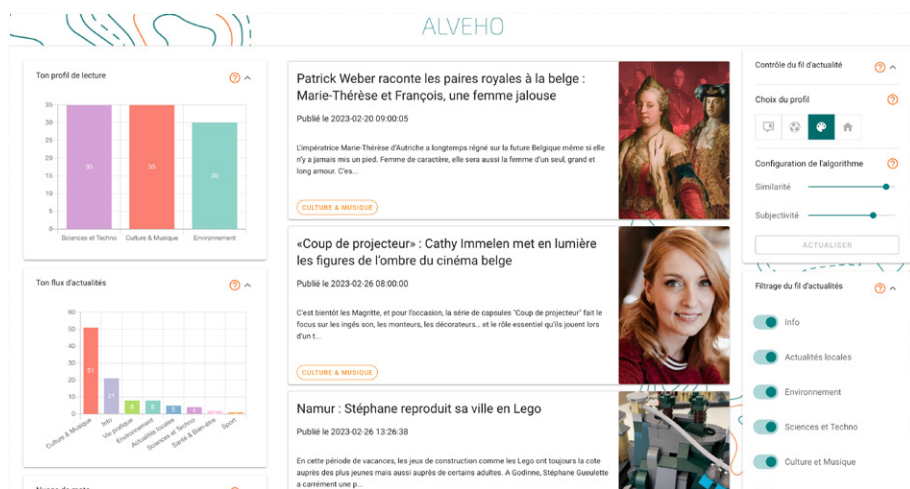 ALVEHO
Ton profil de lecture
35
30
25
20
15
10
5
0
35
35
30
Sciences et Techno
Culture & Musique
Environnement
Ton flux d'actualités
60
50
40
30
20
10
0
51
21
8
8
5
4
Culture & Musique
Info
Vie pratique
Environnement
Actualités locales
Sciences et Techno
Santé & Bien-être
Sport
Nuage de mots
Patrick Weber raconte les paires royales à la belge :
Marie-Thérèse et François, une femme jalouse
Publié le 2023-02-20 09:00:05
L'impératrice Marie-Thérèse d'Autriche a longtemps régné sur la future Belgique même si elle
n'y a jamais mis un pied. Femme de caractère, elle sera aussi la femme d'un seul, grand et
long amour. C'es...
CULTURE & MUSIQUE
«Coup de projecteur» : Cathy Immelen met en lumière
les figures de l'ombre du cinéma belge
Publié le 2023-02-26 08:00:00
C'est bientôt les Magritte, et pour l'occasion, la série de capsules "Coup de projecteur" fait le
focus sur les ingés son, les monteurs, les décorateurs... et le rôle essentiel qu'ils jouent lors
d'un t...
CULTURE & MUSIQUE
Namur : Stéphane reproduit sa ville en Lego
Publié le 2023-02-26 13:26:38
En cette période de vacances, les jeux de construction comme les Lego ont toujours la cote
auprès des plus jeunes mais aussi auprès de certains adultes. A Godinne, Stéphane Gueulette
a carrément une p...
Contrôle du fil d'actualité
Choix du profil
Configuration de l'algorithme
Similarité
Subjectivité
ACTUALISER
Filtrage du fil d'actualités
Info
Actualités locales
Environnement
Sciences et Techno
Culture et Musique